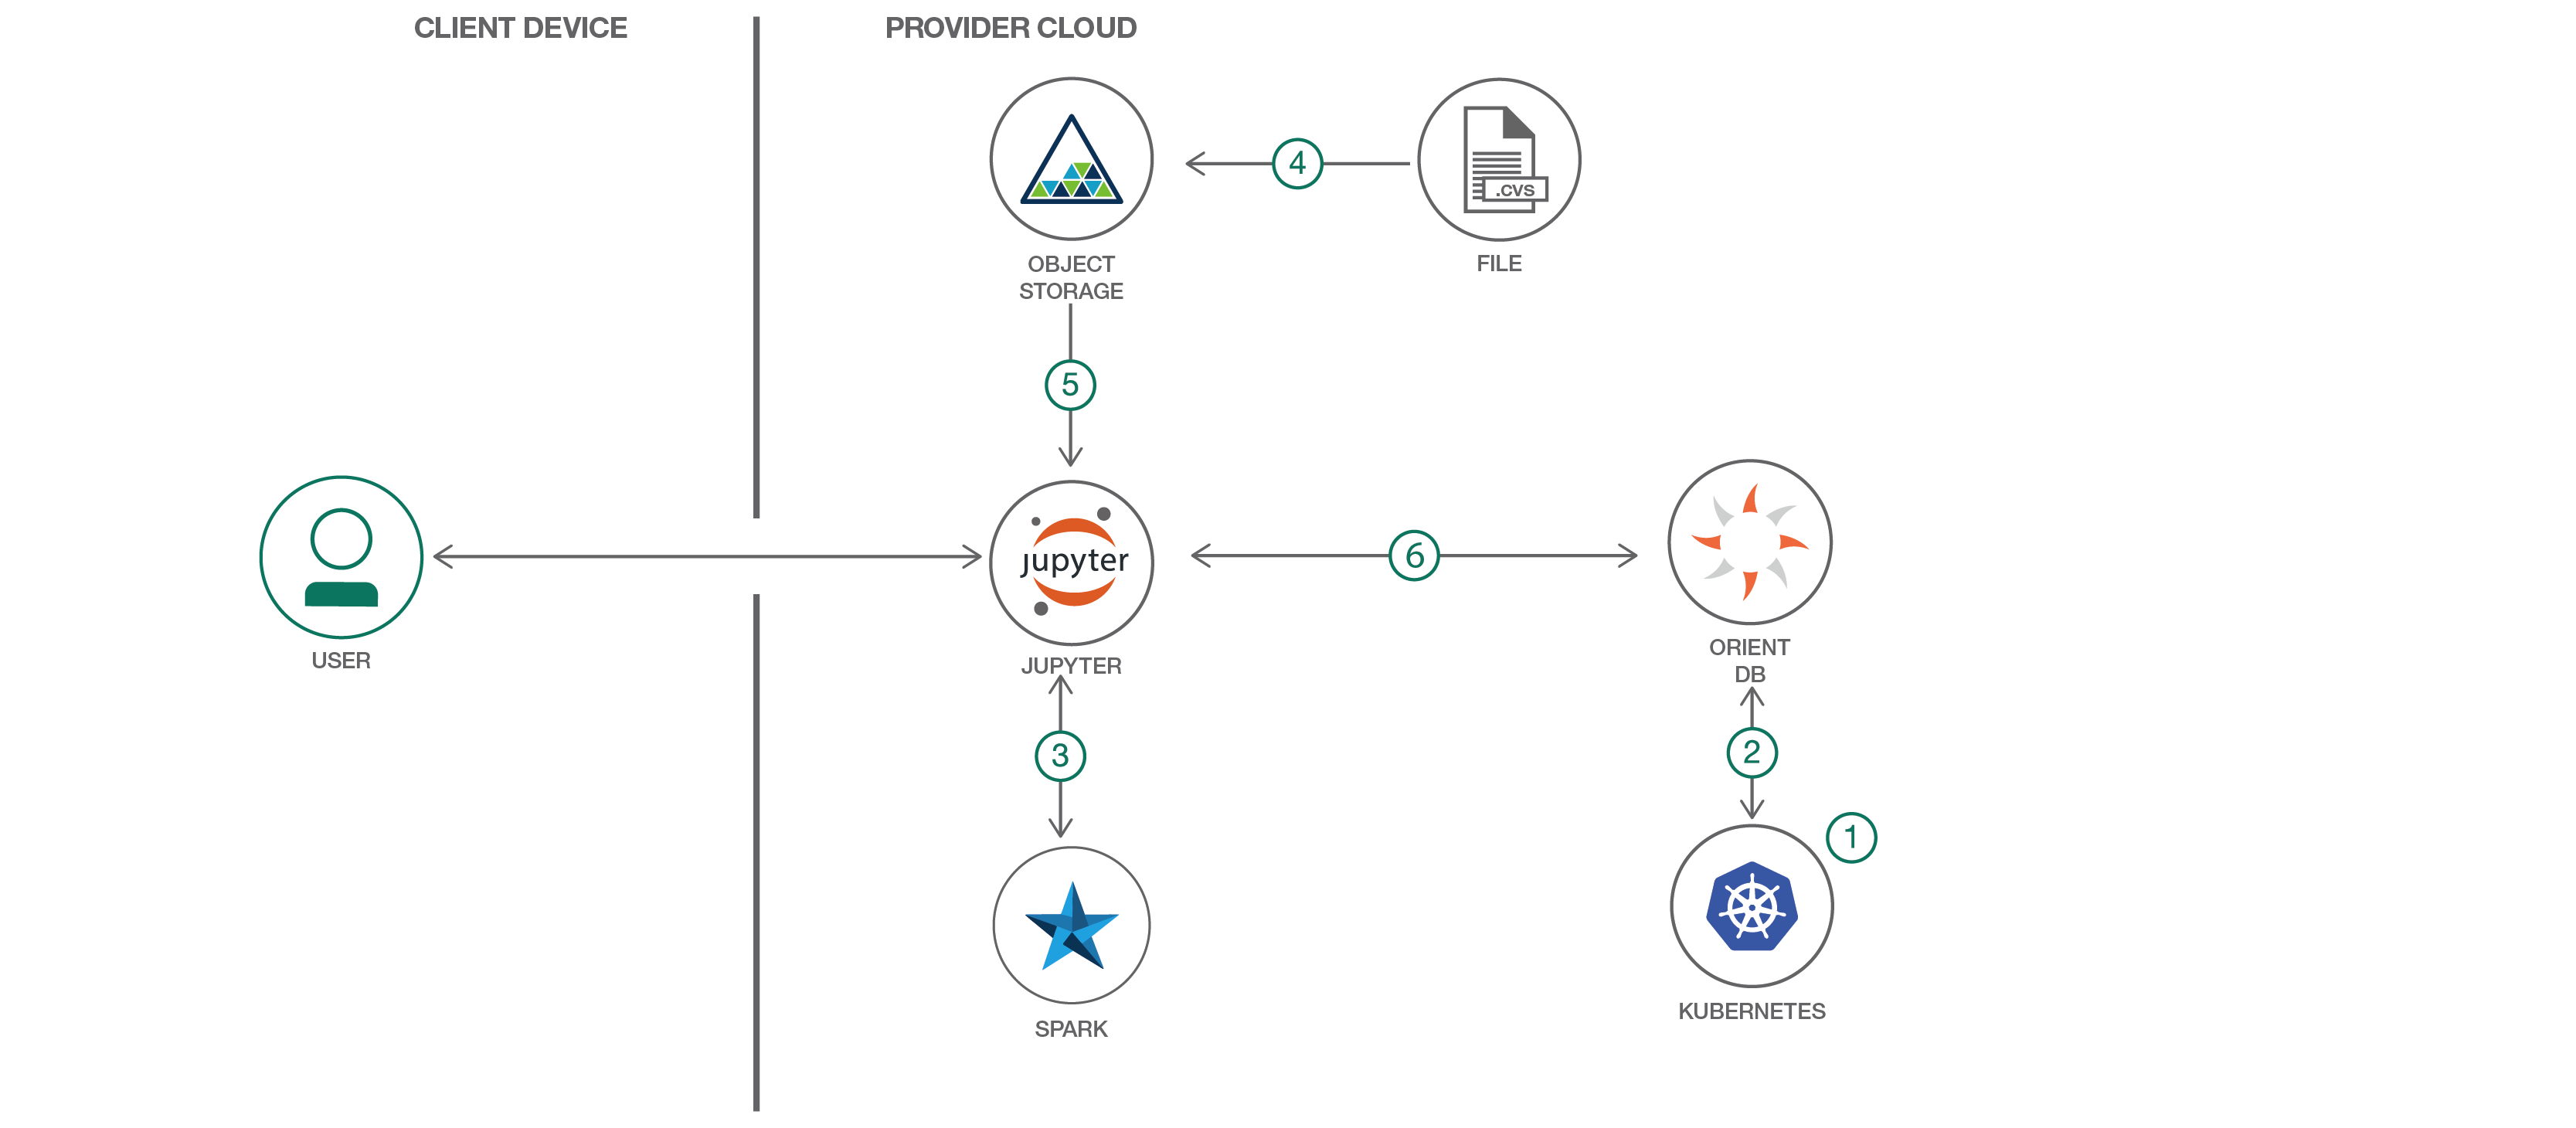 CLIENT DEVICE
PROVIDER CLOUD
4
.CVS
OBJECT
STORAGE
FILE
5
jupyter
6
USER
JUPYTER
ORIENT
DB
3
2
1
SPARK
KUBERNETES